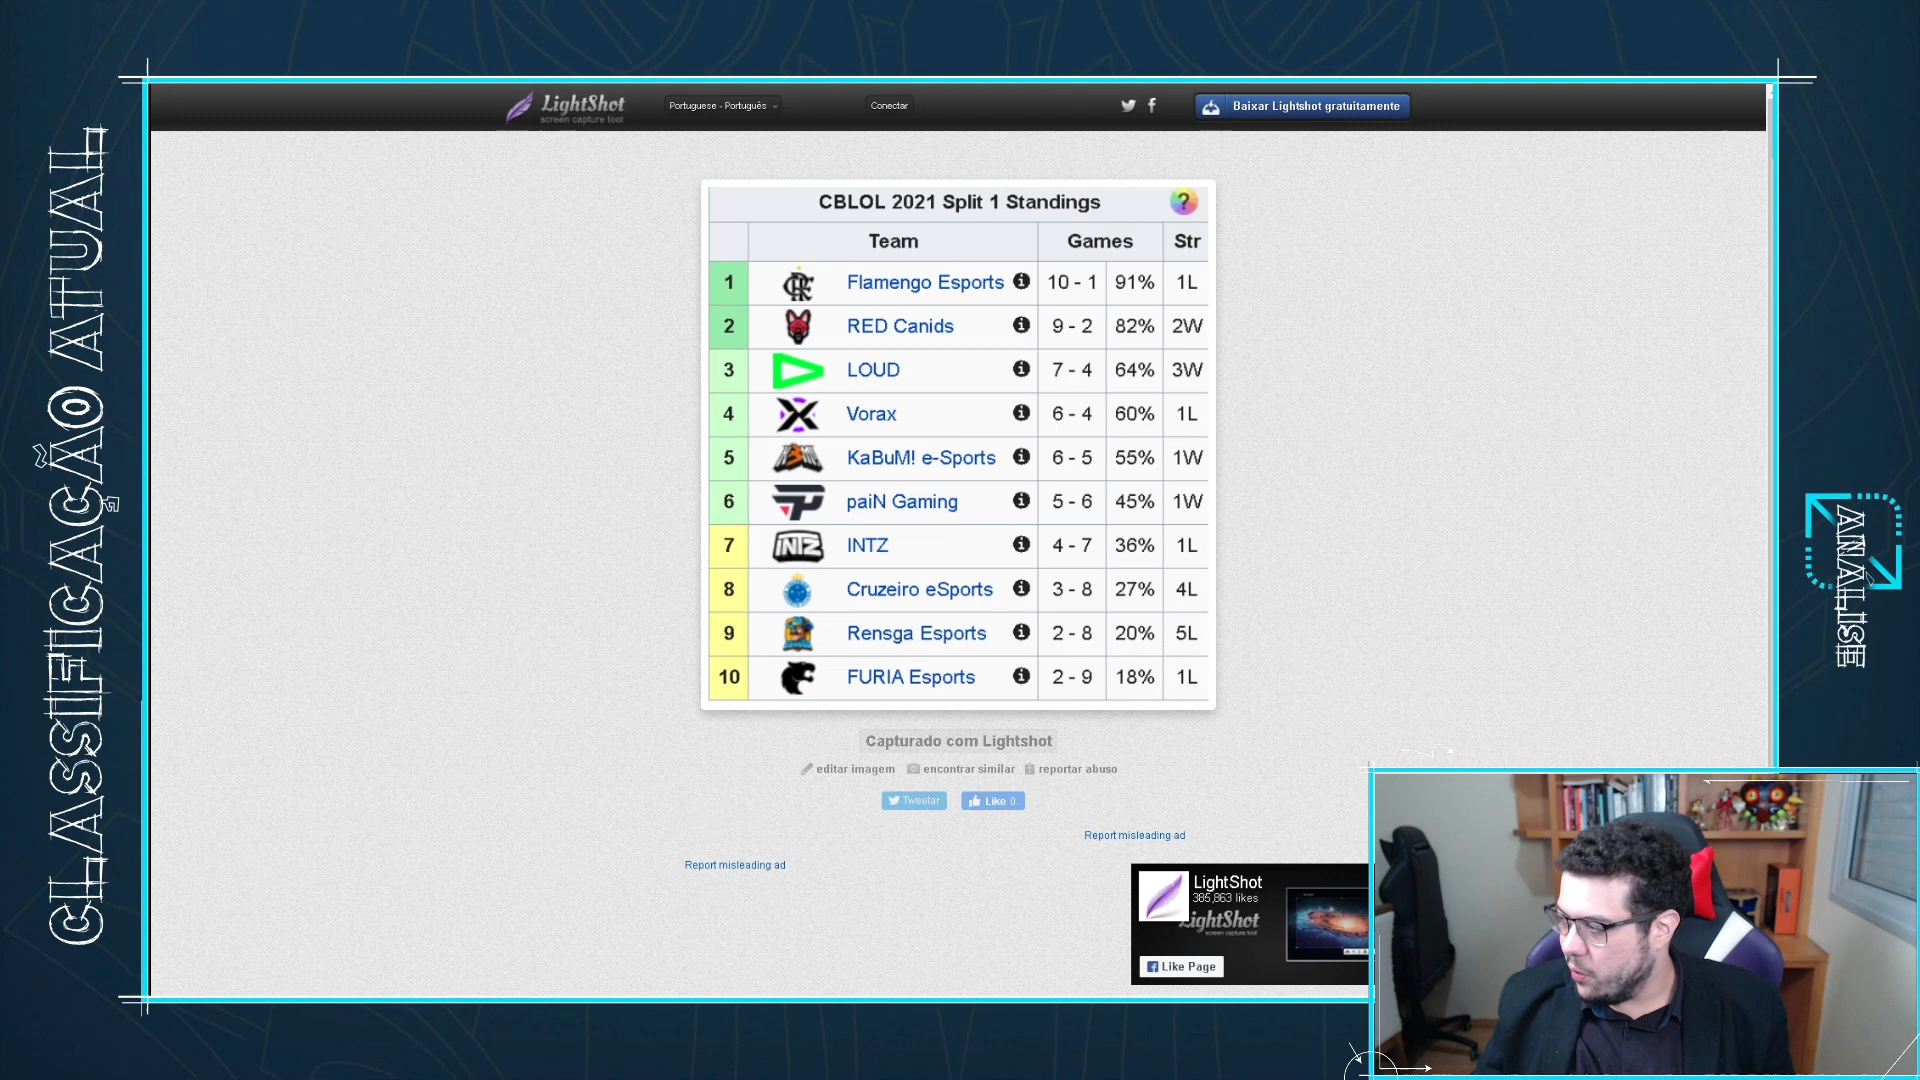 CLASSIFICAÇÃO ATUAL
LightShot
screen capture tool
Portuguese - Português
Conectar
Baixar Lightshot gratuitamente
CBLOL 2021 Split 1 Standings ?
Team Games Str
1 Flamengo Esports 10 - 1 91% 1L
2 RED Canids 9 - 2 82% 2W
3 LOUD 7 - 4 64% 3W
4 Vorax 6 - 4 60% 1L
5 KaBuM! e-Sports 6 - 5 55% 1W
6 paiN Gaming 5 - 6 45% 1W
7 INTZ INTZ 4 - 7 36% 1L
8 Cruzeiro eSports 3 - 8 27% 4L
9 Rensga Esports 2 - 8 20% 5L
10 FURIA Esports 2 - 9 18% 1L
Capturado com Lightshot
editar imagem encontrar similar reportar abuso
Tweetar Like 0
Report misleading ad
Report misleading ad
LightShot
385,863 likes
LightShot
screen capture tool
Like Page
ANÁLISE